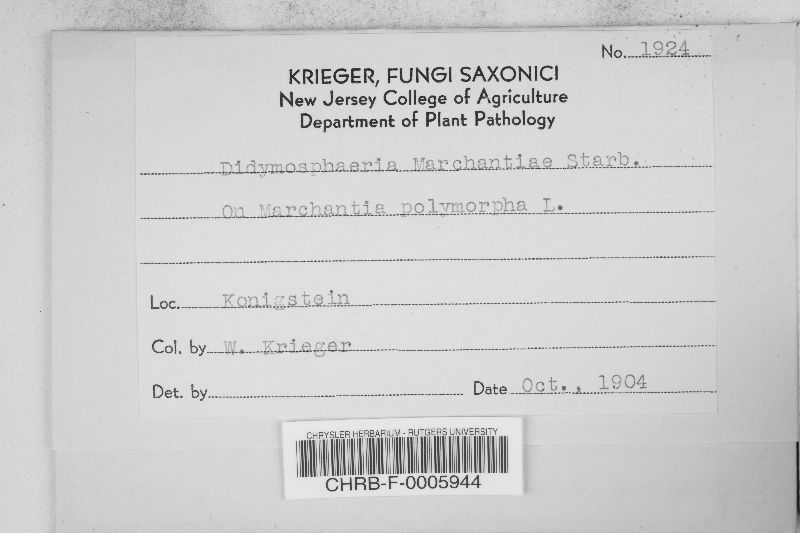 No. 1924
KRIEGER, FUNGI SAXONICI
New Jersey College of Agriculture
Department of Plant Pathology
Didymosphaeria Marchantiae Starb.
On Marchantia polymorpha L.
Loc. Konigstein
Col. by W. Krieger
Det. by Date Oct., 1904
CHRYSLER HERBARIUM - RUTGERS UNIVERSITY
CHRB-F-0005944